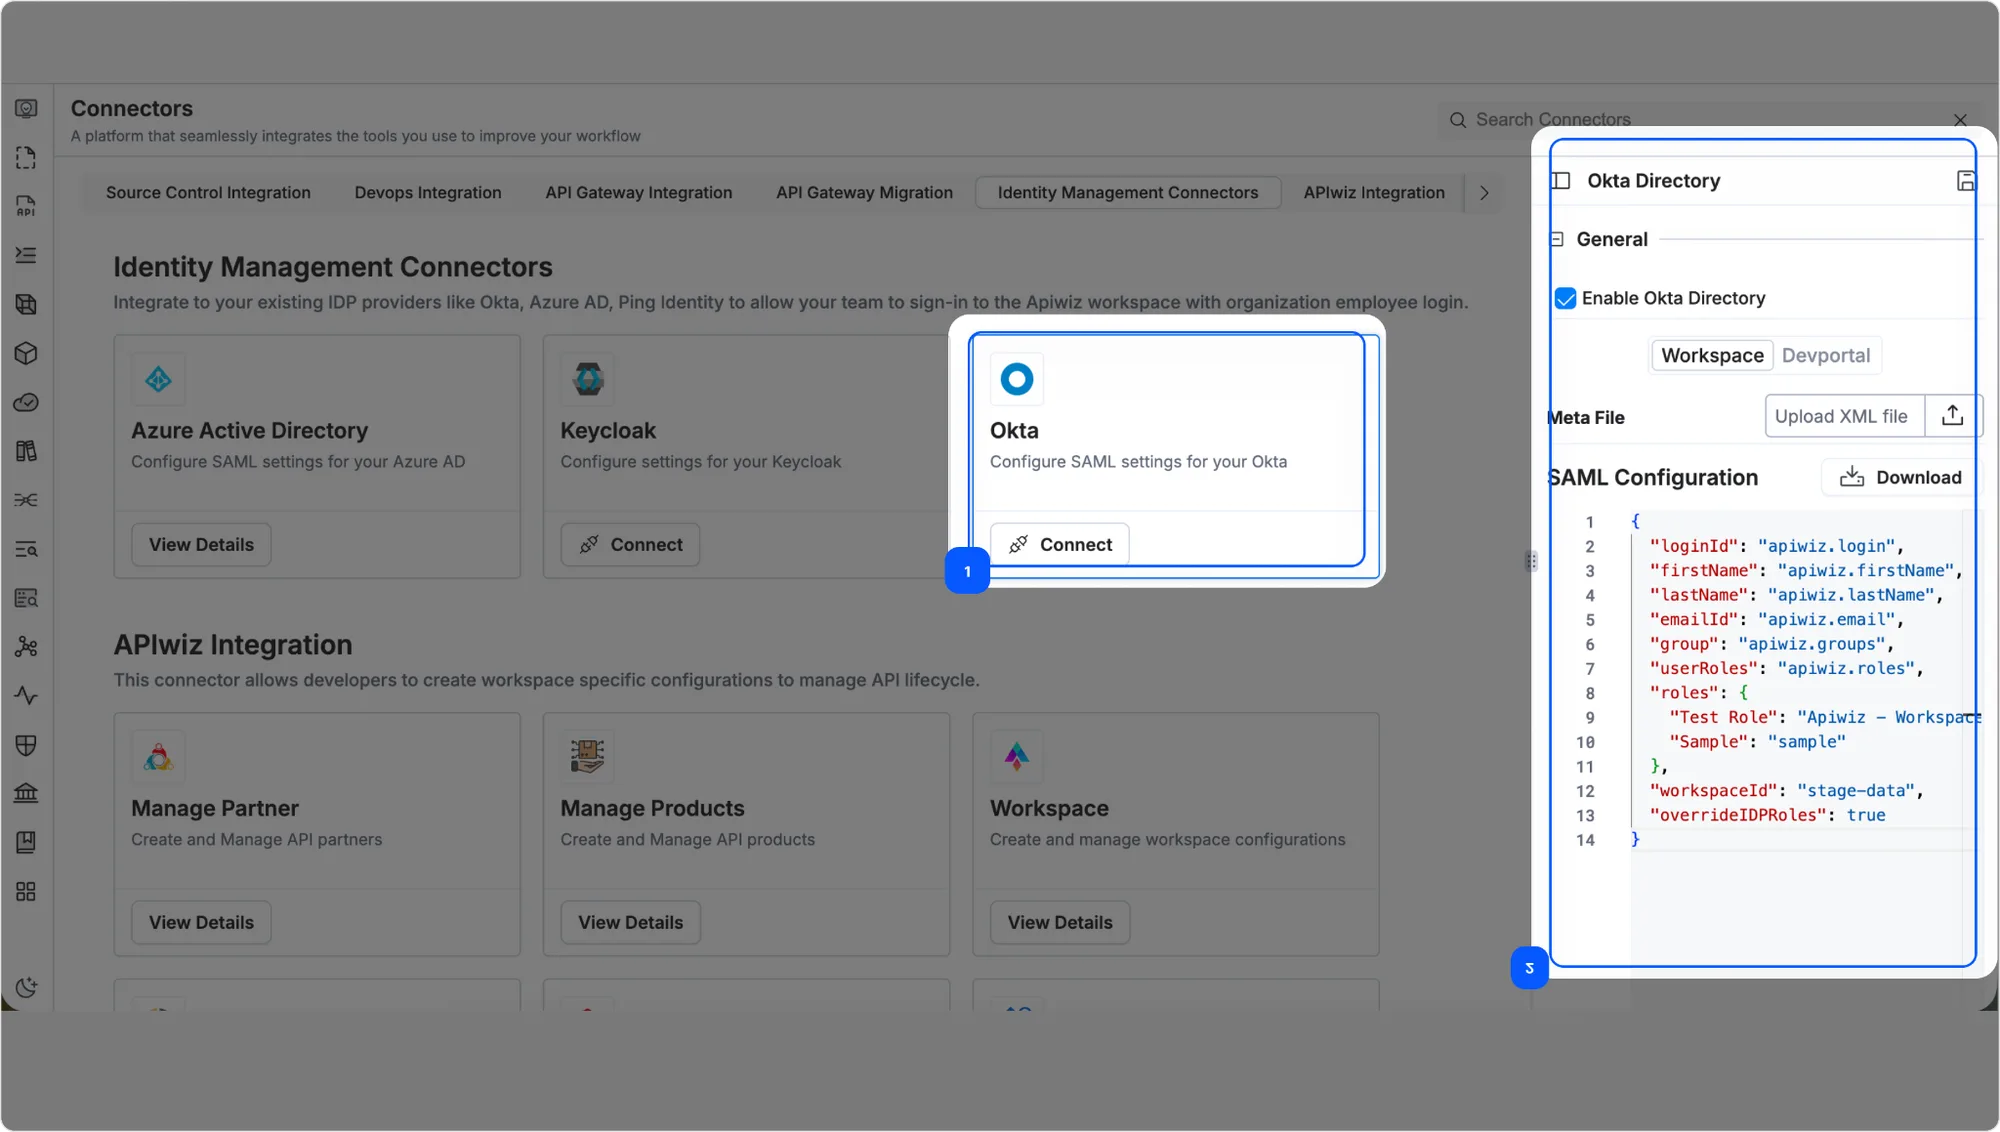 Connectors
A platform that seamlessly integrates the tools you use to improve your workflow
Search Connectors
Source Control Integration
Devops Integration
API Gateway Integration
API Gateway Migration
Identity Management Connectors
APIwiz Integration
Identity Management Connectors
Integrate to your existing IDP providers like Okta, Azure AD, Ping Identity to allow your team to sign-in to the Apiwiz workspace with organization employee login.
Azure Active Directory
Configure SAML settings for your Azure AD
View Details
Keycloak
Configure settings for your Keycloak
Connect
Okta
Configure SAML settings for your Okta
Connect
1
APIwiz Integration
This connector allows developers to create workspace specific configurations to manage API lifecycle.
Manage Partner
Create and Manage API partners
View Details
Manage Products
Create and Manage API products
View Details
Workspace
Create and manage workspace configurations
View Details
API
Okta Directory
General
Enable Okta Directory
Workspace Devportal
Meta File
Upload XML file
SAML Configuration
Download
1 {
2 "loginId": "apiwiz.login",
3 "firstName": "apiwiz.firstName",
4 "lastName": "apiwiz.lastName",
5 "emailId": "apiwiz.email",
6 "group": "apiwiz.groups",
7 "userRoles": "apiwiz.roles",
8 "roles": {
9 "Test Role": "Apiwiz - Workspace
10 "Sample": "sample"
11 },
12 "workspaceId": "stage-data",
13 "overrideIDPRoles": true
14 }
2